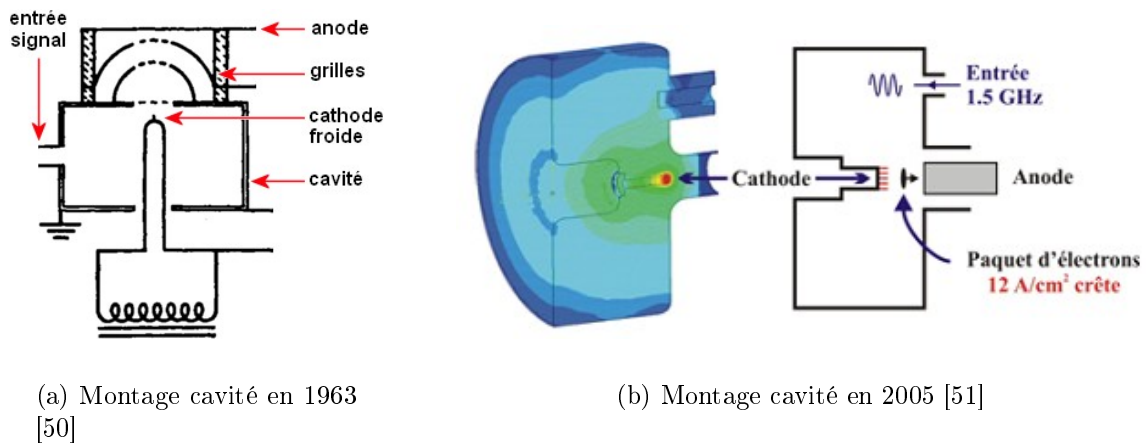 entrée
signal
anode
grilles
cathode
froide
cavité
Entrée
1.5 GHz
Cathode
Anode
Paquet d'électrons
12 A/cm² crête
(a) Montage cavité en 1963
[50]
(b) Montage cavité en 2005 [51]